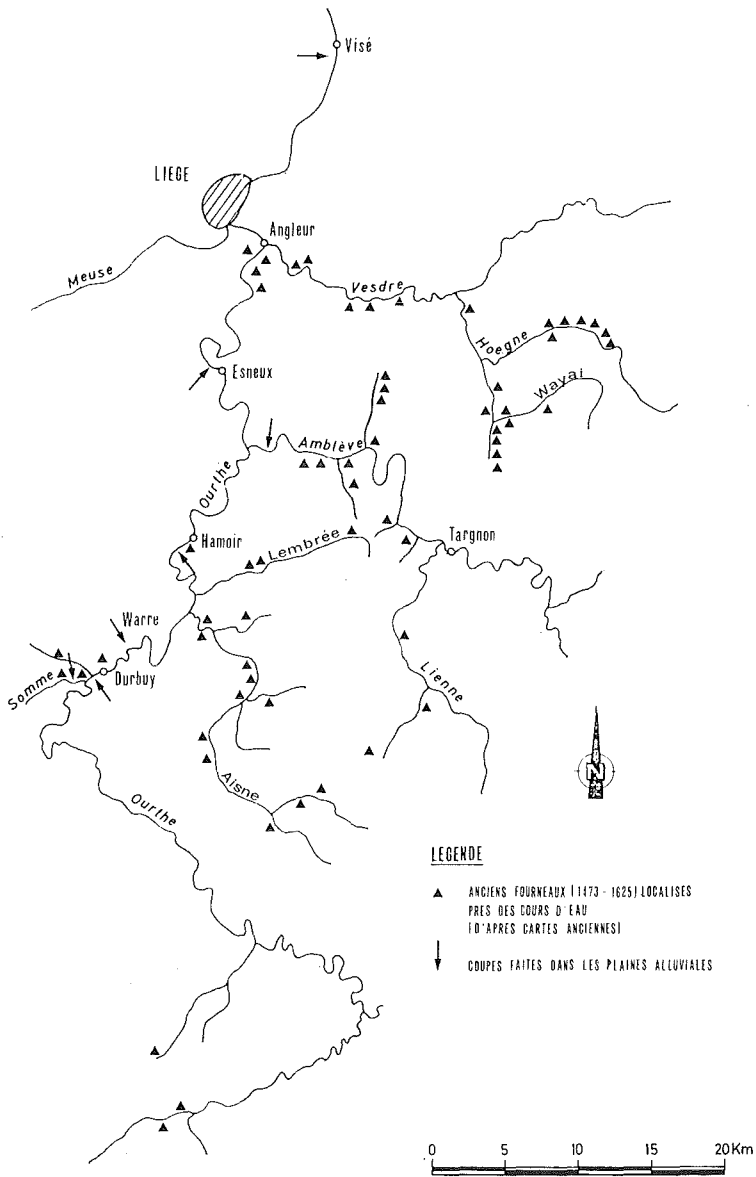 Visé
LIEGE
Angleur
Meuse
Vesdre
Hoegne
Esneux
Wayai
Amblève
Ourthe
Hamoir
Lembrée
Targnon
Warre
Somme
Durbuy
Lienne
Aisne
Ourthe
N
LEGENDE
ANCIENS FOURNEAUX (1473 - 1625) LOCALISES
PRES DES COURS D'EAU
(D'APRES CARTES ANCIENNES)
COUPES FAITES DANS LES PLAINES ALLUVIALES
0 5 10 15 20 Km